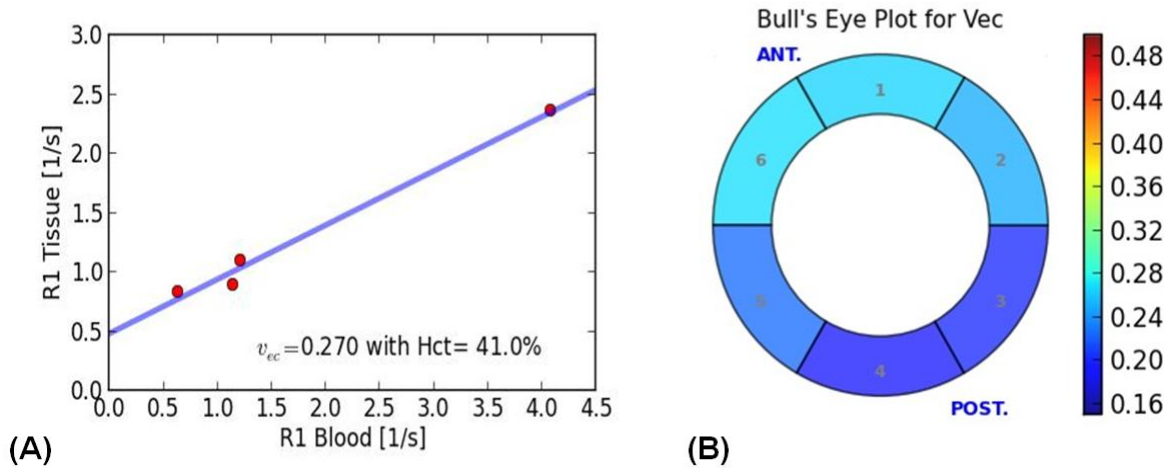 3.0
2.5
2.0
1.5
1.0
0.5
0.0
R1 Tissue [1/s]
v_ec=0.270 with Hct= 41.0%
0.0 0.5 1.0 1.5 2.0 2.5 3.0 3.5 4.0 4.5
R1 Blood [1/s]
(A)
Bull's Eye Plot for Vec
ANT.
1
2
3
4
5
6
POST.
0.48
0.44
0.40
0.36
0.32
0.28
0.24
0.20
0.16
(B)